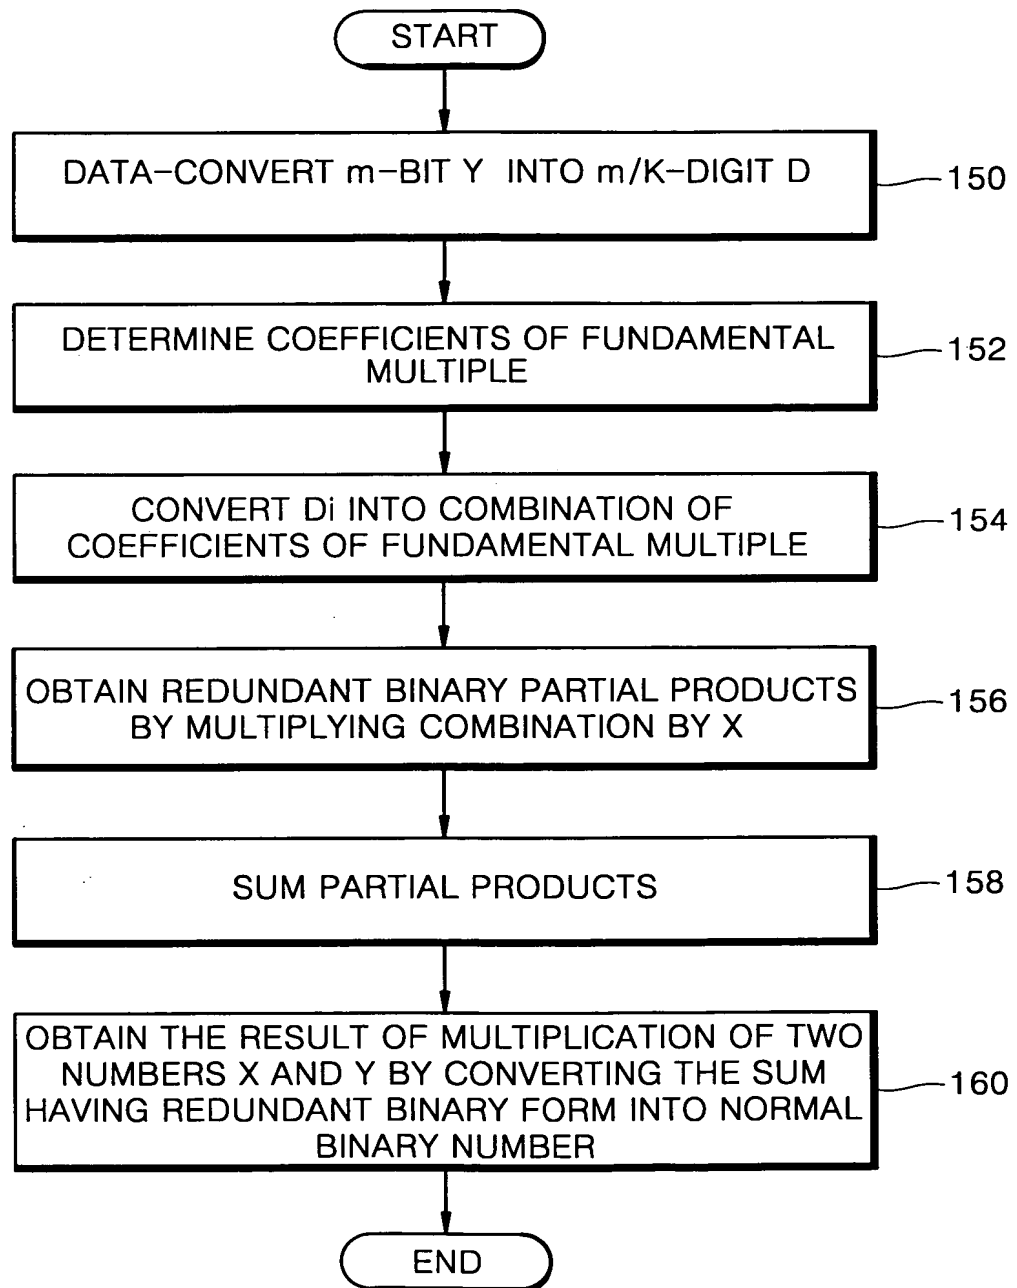 START
DATA-CONVERT m-BIT Y INTO m/K-DIGIT D
150
DETERMINE COEFFICIENTS OF FUNDAMENTAL
MULTIPLE
152
CONVERT Di INTO COMBINATION OF
COEFFICIENTS OF FUNDAMENTAL MULTIPLE
154
OBTAIN REDUNDANT BINARY PARTIAL PRODUCTS
BY MULTIPLYING COMBINATION BY X
156
SUM PARTIAL PRODUCTS
158
OBTAIN THE RESULT OF MULTIPLICATION OF TWO
NUMBERS X AND Y BY CONVERTING THE SUM
HAVING REDUNDANT BINARY FORM INTO NORMAL
BINARY NUMBER
160
END